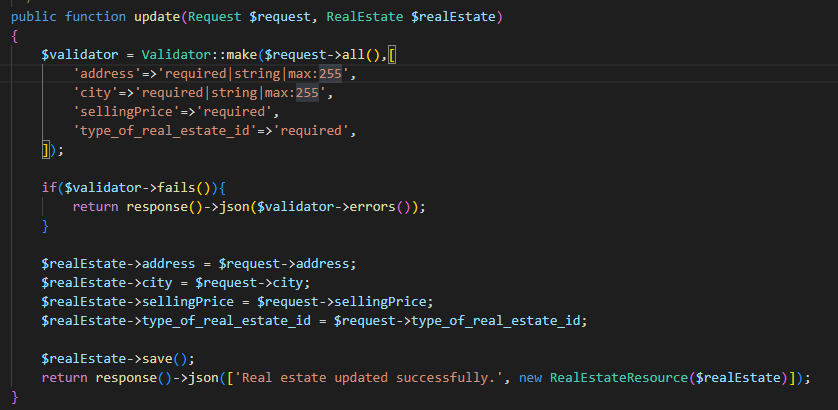 public function update(Request $request, RealEstate $realEstate)
{
    $validator = Validator::make($request->all(),[
        'address'=>'required|string|max:255',
        'city'=>'required|string|max:255',
        'sellingPrice'=>'required',
        'type_of_real_estate_id'=>'required',
    ]);

    if($validator->fails()){
        return response()->json($validator->errors());
    }

    $realEstate->address = $request->address;
    $realEstate->city = $request->city;
    $realEstate->sellingPrice = $request->sellingPrice;
    $realEstate->type_of_real_estate_id = $request->type_of_real_estate_id;

    $realEstate->save();
    return response()->json(['Real estate updated successfully.', new RealEstateResource($realEstate)]);
}